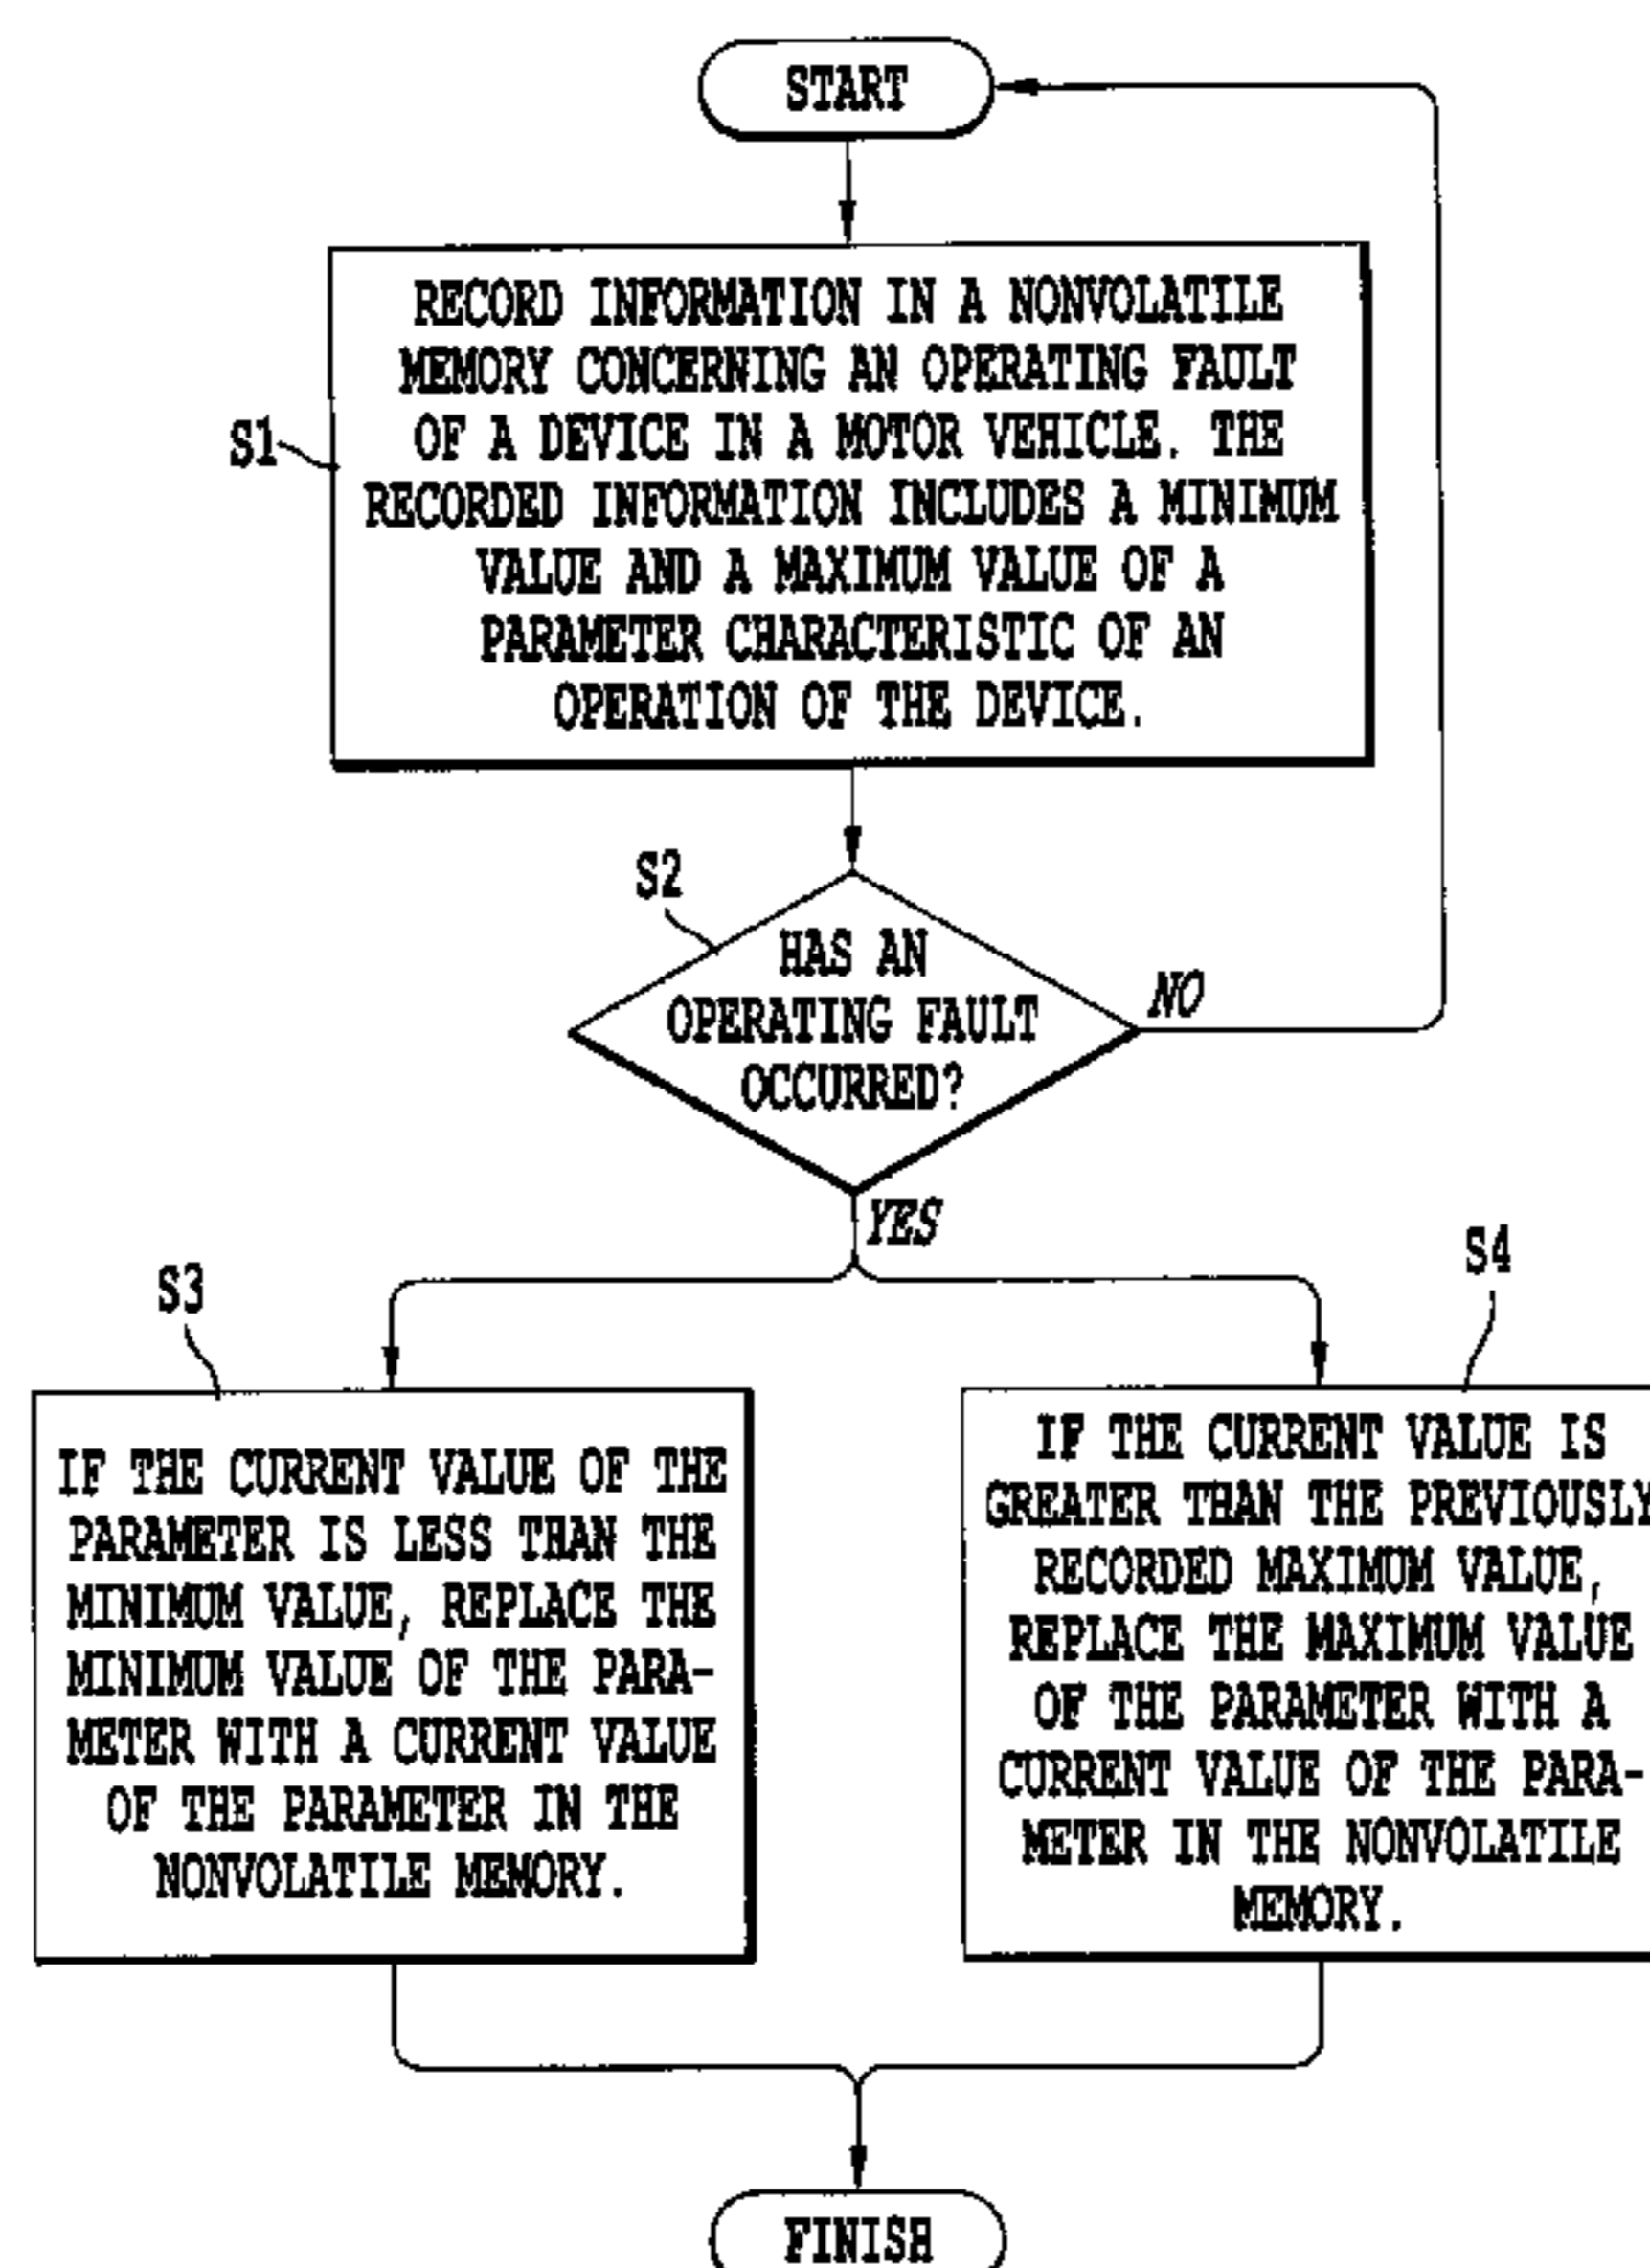 START
RECORD INFORMATION IN A NONVOLATILE
MEMORY CONCERNING AN OPERATING FAULT
OF A DEVICE IN A MOTOR VEHICLE. THE
RECORDED INFORMATION INCLUDES A MINIMUM
VALUE AND A MAXIMUM VALUE OF A
PARAMETER CHARACTERISTIC OF AN
OPERATION OF THE DEVICE.
S1
S2
HAS AN
OPERATING FAULT
OCCURRED?
NO
YES
S3
IF THE CURRENT VALUE OF THE
PARAMETER IS LESS THAN THE
MINIMUM VALUE, REPLACE THE
MINIMUM VALUE OF THE PARA-
METER WITH A CURRENT VALUE
OF THE PARAMETER IN THE
NONVOLATILE MEMORY.
S4
IF THE CURRENT VALUE IS
GREATER THAN THE PREVIOUSLY
RECORDED MAXIMUM VALUE,
REPLACE THE MAXIMUM VALUE
OF THE PARAMETER WITH A
CURRENT VALUE OF THE PARA-
METER IN THE NONVOLATILE
MEMORY.
FINISH